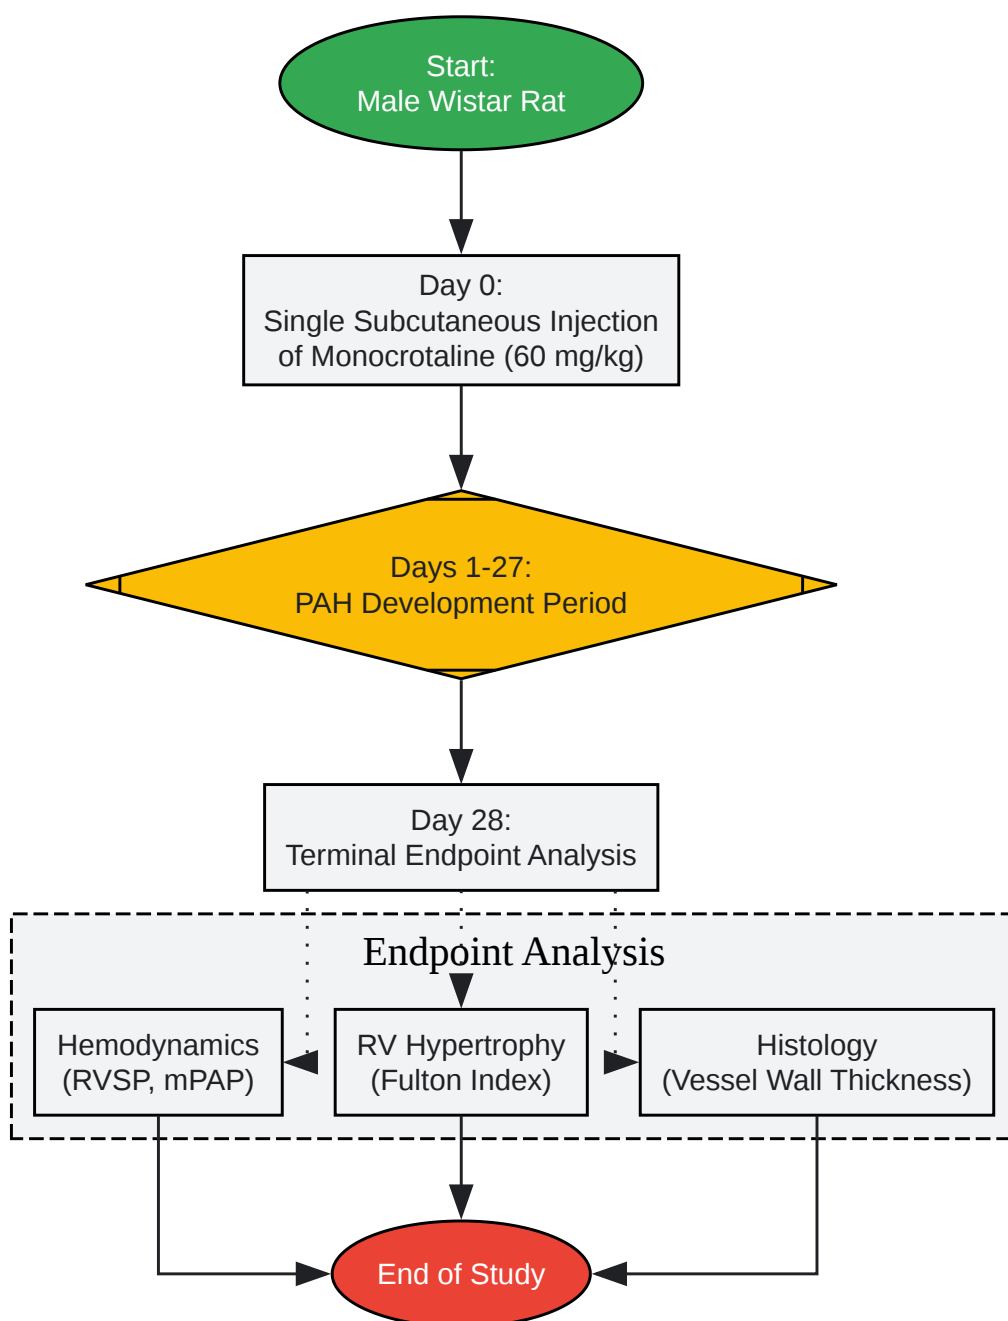 Start:
Male Wistar Rat
Day 0:
Single Subcutaneous Injection
of Monocrotaline (60 mg/kg)
Days 1-27:
PAH Development Period
Day 28:
Terminal Endpoint Analysis
Endpoint Analysis
Hemodynamics
(RVSP, mPAP)
RV Hypertrophy
(Fulton Index)
Histology
(Vessel Wall Thickness)
End of Study